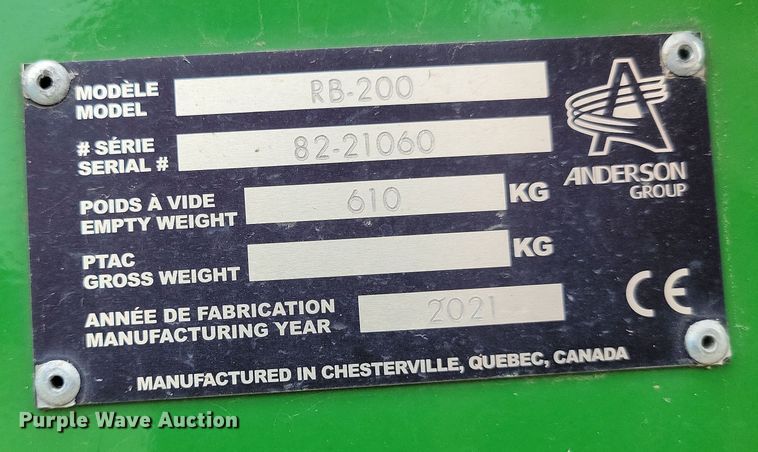 MODÈLE
MODEL
RB-200
# SÉRIE
SERIAL #
82-21060
POIDS À VIDE
EMPTY WEIGHT
610 KG
PTAC
GROSS WEIGHT
KG
ANNÉE DE FABRICATION
MANUFACTURING YEAR
2021
ANDERSON
GROUP
CE
MANUFACTURED IN CHESTERVILLE, QUEBEC, CANADA
Purple Wave Auction